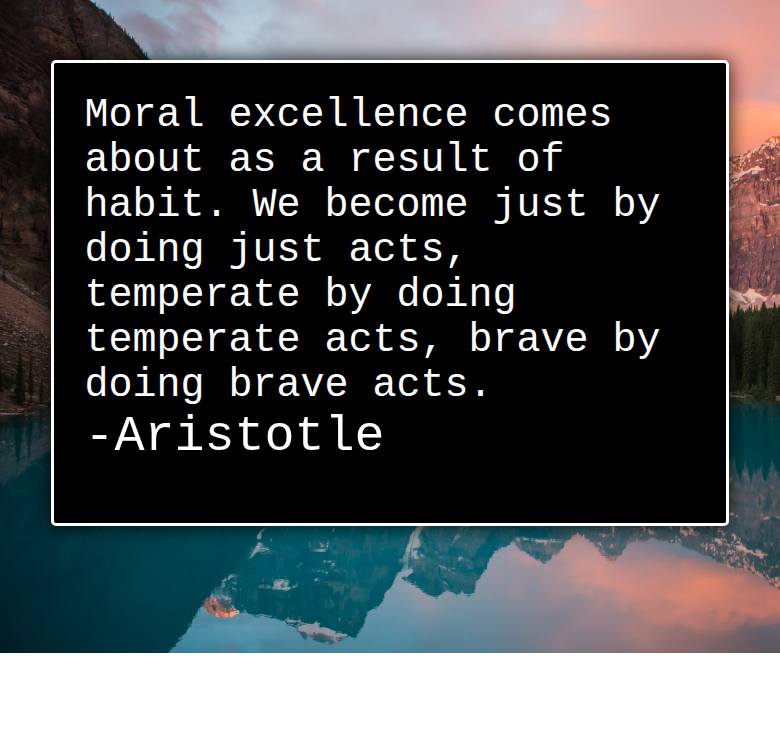 Moral excellence comes
about as a result of
habit. We become just by
doing just acts,
temperate by doing
temperate acts, brave by
doing brave acts.
-Aristotle